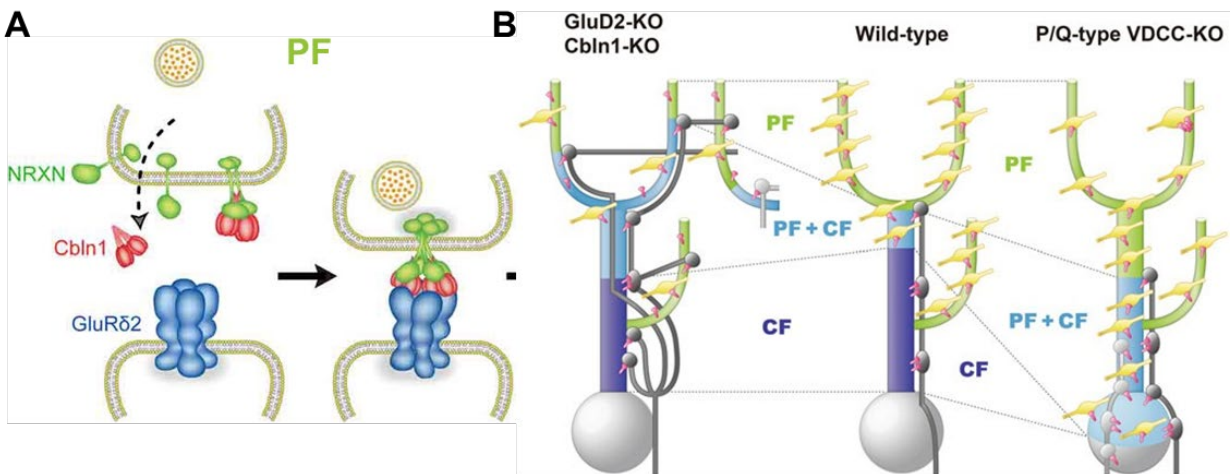 A
PF
NRXN
Cbln1
GluRδ2
B
GluD2-KO
Cbln1-KO
Wild-type
P/Q-type VDCC-KO
PF
PF
PF + CF
PF + CF
CF
CF